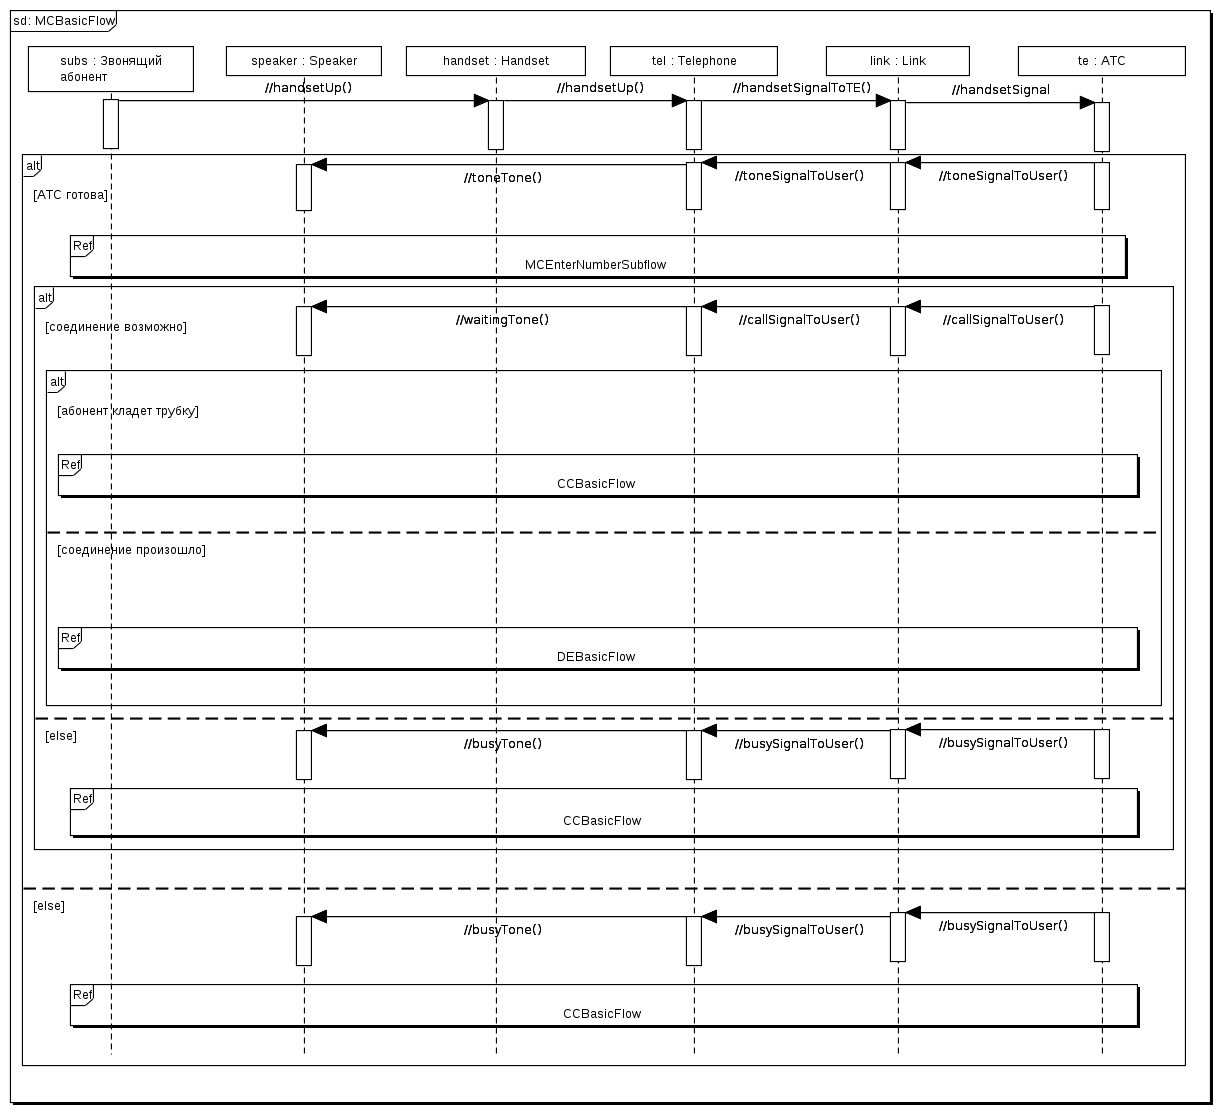 sd: MCBasicFlow
subs : Звонящий
абонент
speaker : Speaker
handset : Handset
tel : Telephone
link : Link
te : АТС
//handsetUp()
//handsetUp()
//handsetSignalToTE()
//handsetSignal
alt
[АТС готова]
//toneTone()
//toneSignalToUser()
//toneSignalToUser()
Ref
MCEnterNumberSubflow
alt
[соединение возможно]
//waitingTone()
//callSignalToUser()
//callSignalToUser()
alt
[абонент кладет трубку]
Ref
CCBasicFlow
[соединение произошло]
Ref
DEBasicFlow
[else]
//busyTone()
//busySignalToUser()
//busySignalToUser()
Ref
CCBasicFlow
[else]
//busyTone()
//busySignalToUser()
//busySignalToUser()
Ref
CCBasicFlow